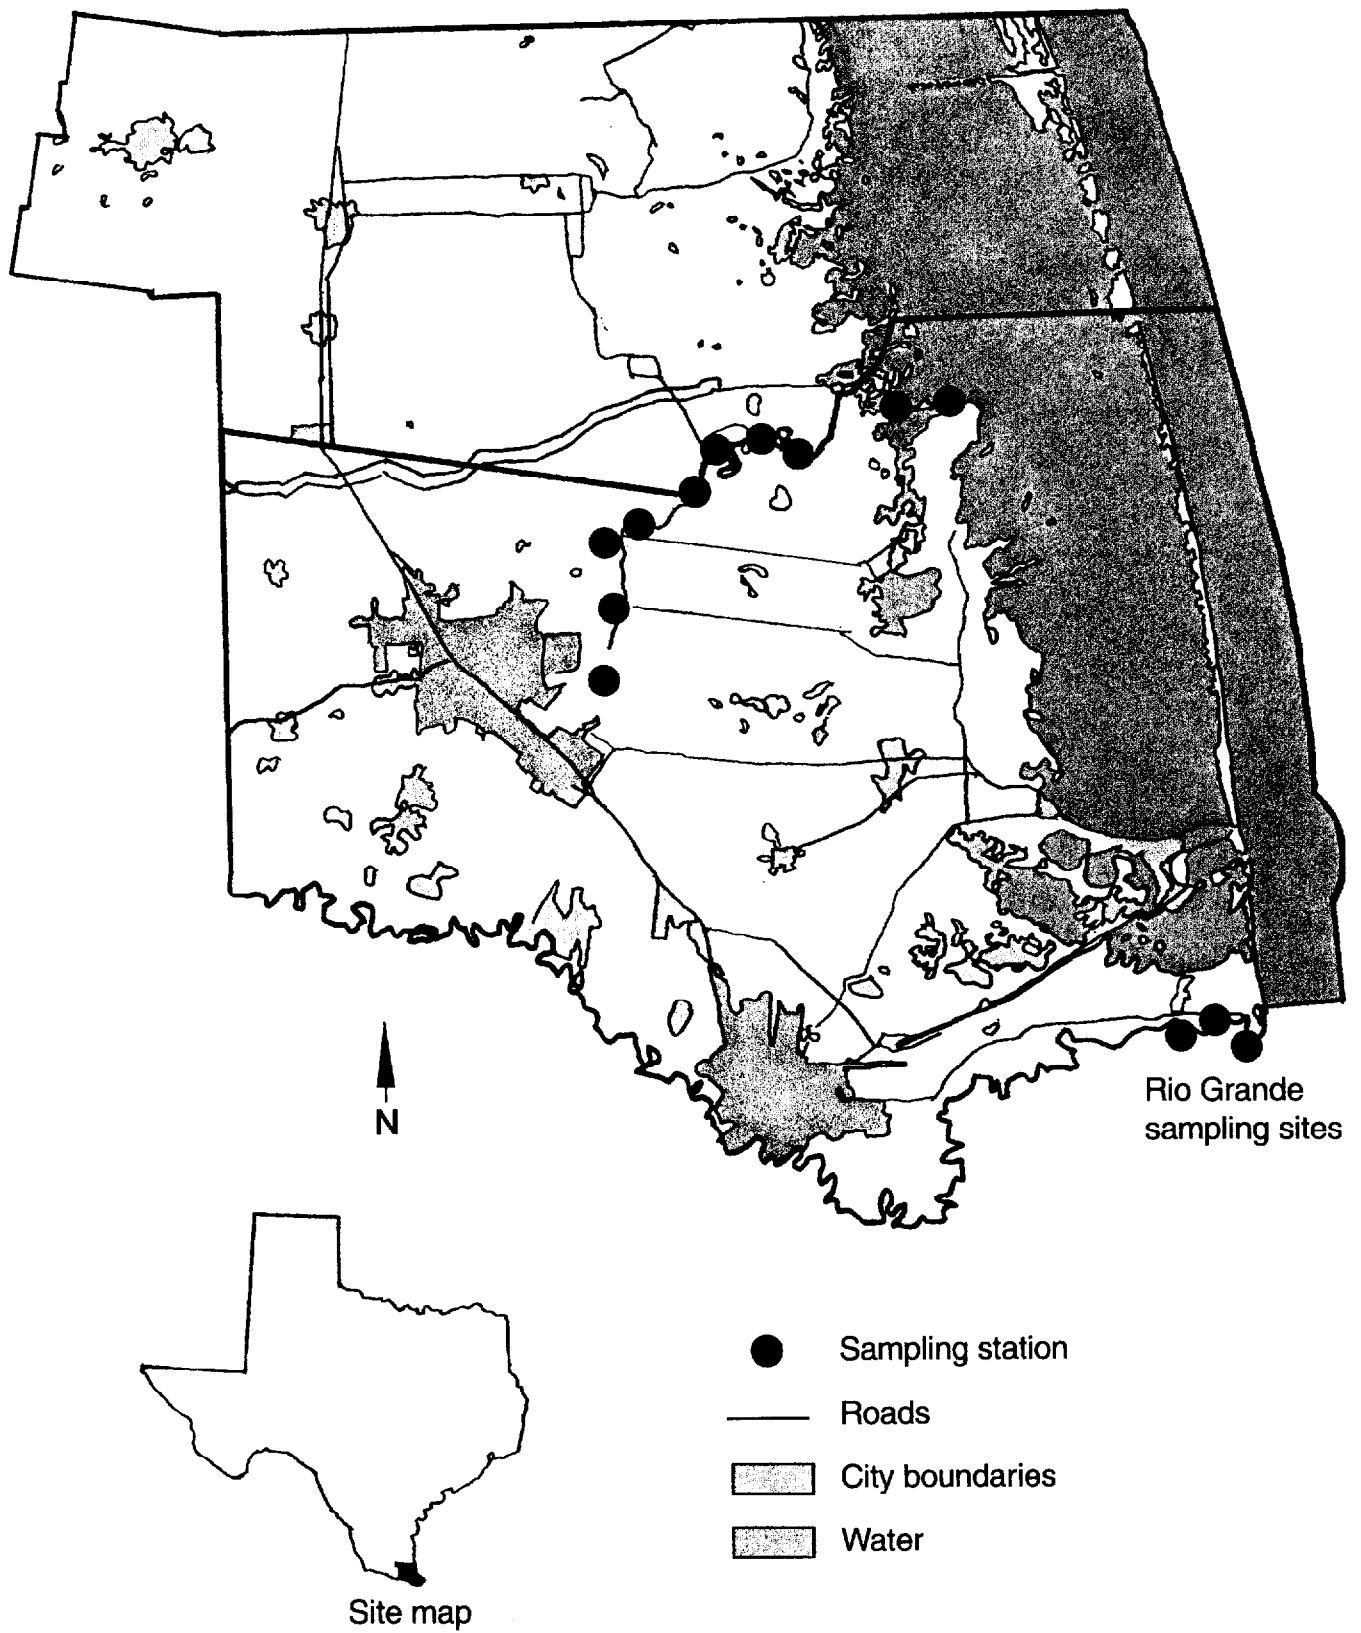 Rio Grande
sampling sites
N
Sampling station
Roads
City boundaries
Water
Site map